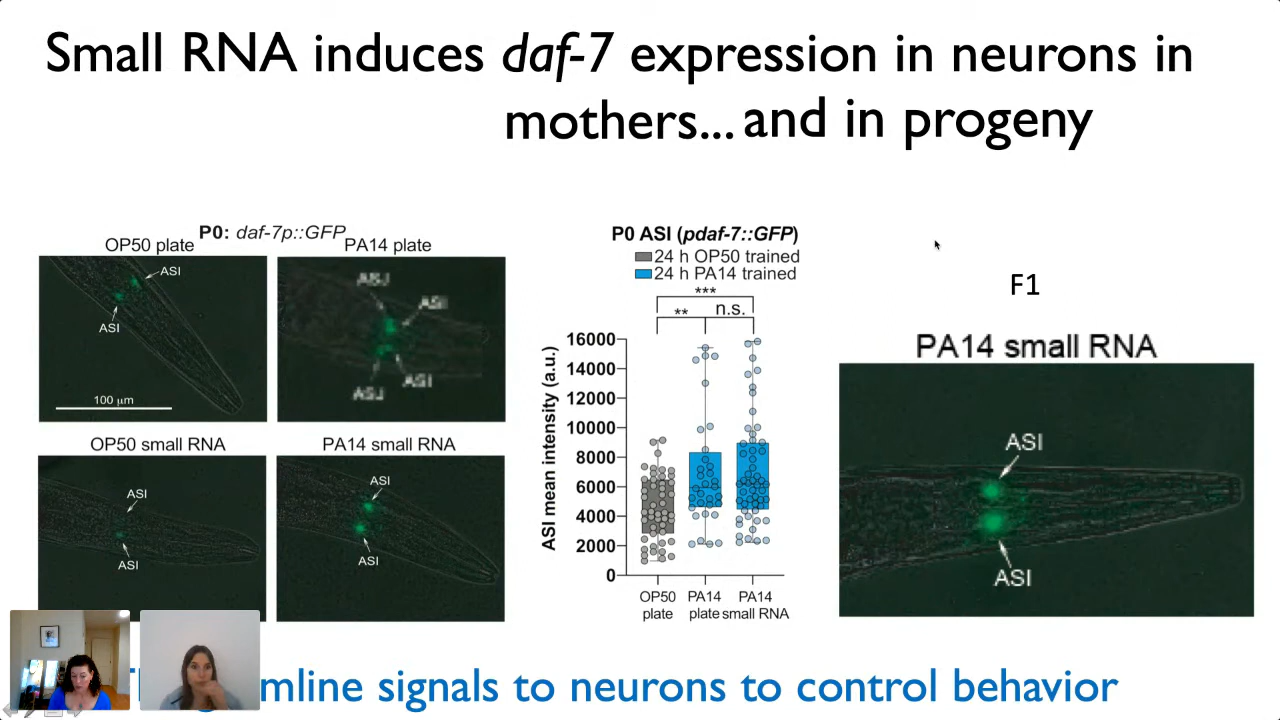 Small RNA induces daf-7 expression in neurons in
mothers... and in progeny
P0: daf-7p::GFP
OP50 plate
PA14 plate
ASI
ASI
ASJ
ASI
ASJ
ASI
100 μm
OP50 small RNA
PA14 small RNA
ASI
ASI
ASI
ASI
P0 ASI (pdaf-7::GFP)
24 h OP50 trained
24 h PA14 trained
***
** n.s.
ASI mean intensity (a.u.)
16000
14000
12000
10000
8000
6000
4000
2000
0
OP50 plate
PA14 plate
PA14 small RNA
F1
PA14 small RNA
ASI
ASI
signals to neurons to control behavior